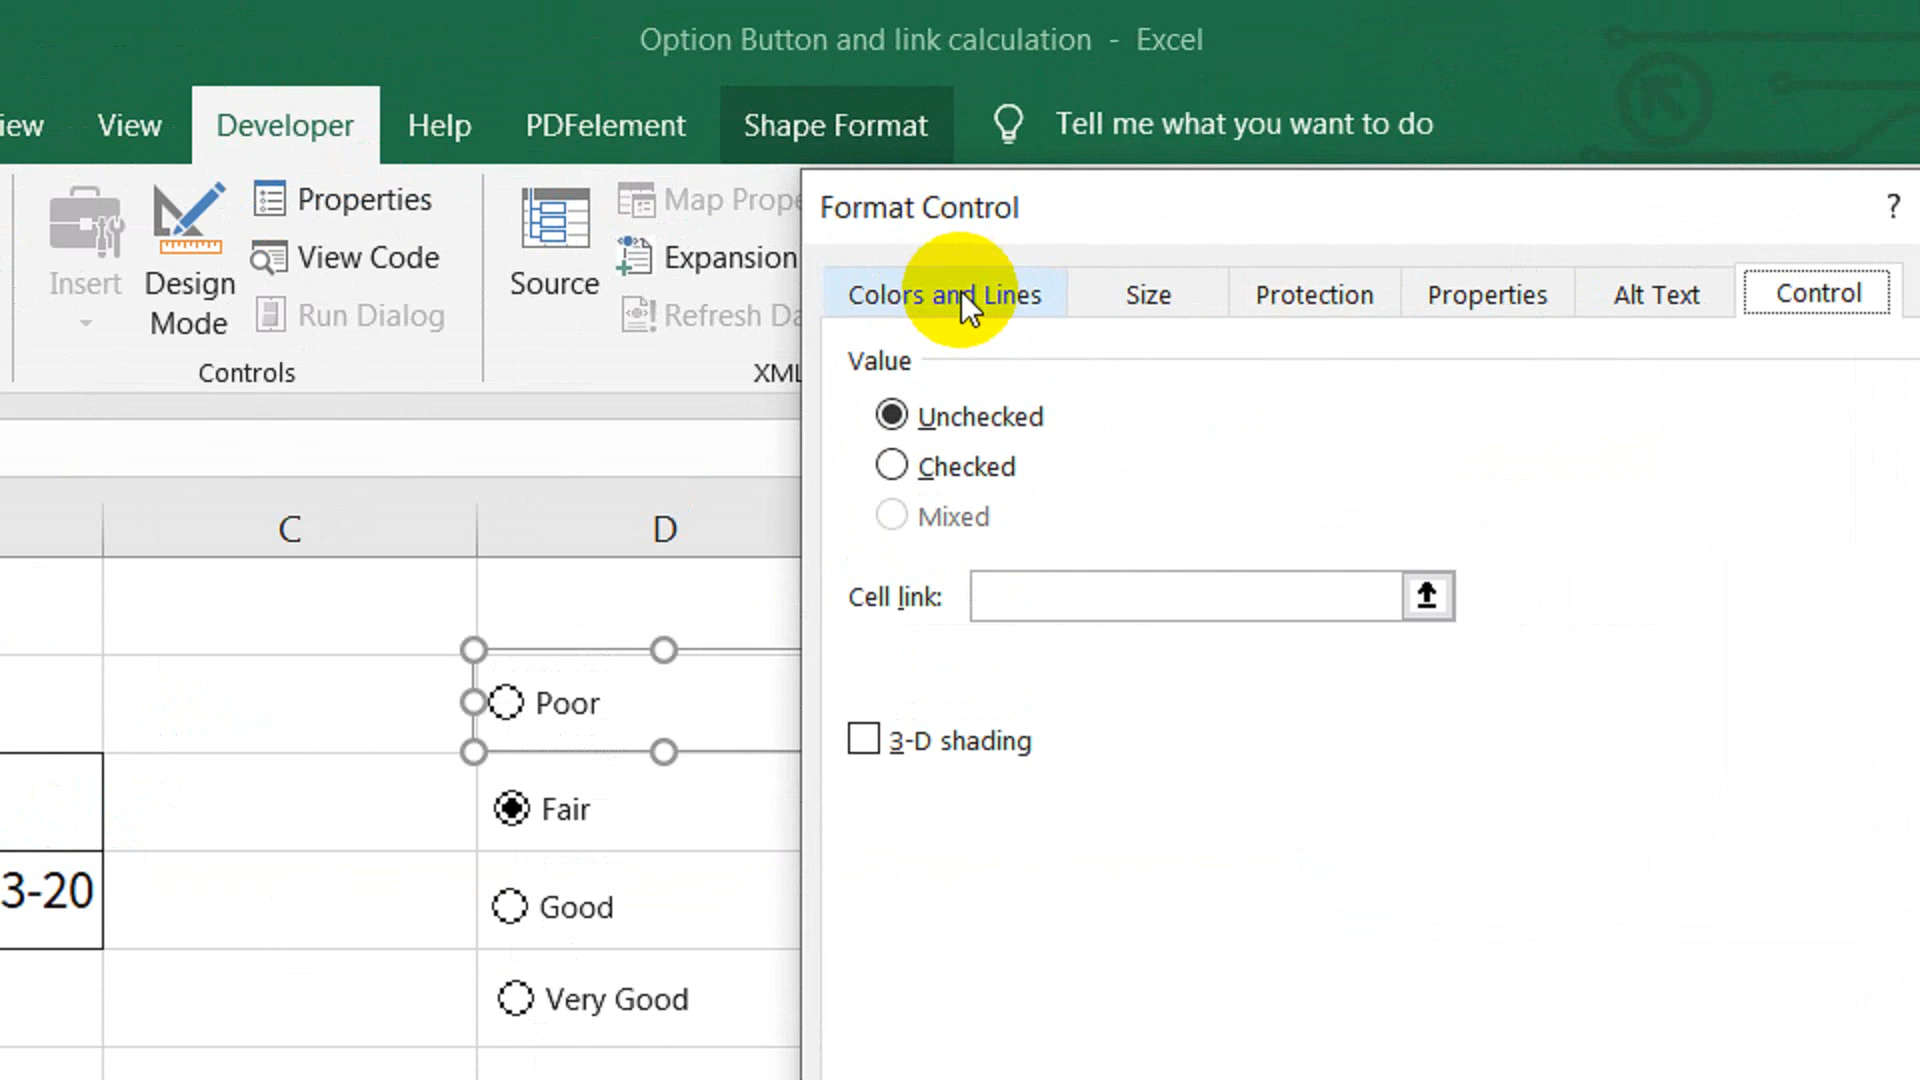 Option Button and link calculation - Excel
iew View Developer Help PDFelement Shape Format Tell me what you want to do
Insert
Design Mode
Properties
View Code
Run Dialog
Controls
Source
Map Prope
Expansion
Refresh Da
XML
Format Control ?
Colors and Lines Size Protection Properties Alt Text Control
Value
Unchecked
Checked
Mixed
Cell link:
3-D shading
C D
Poor
Fair
3-20
Good
Very Good